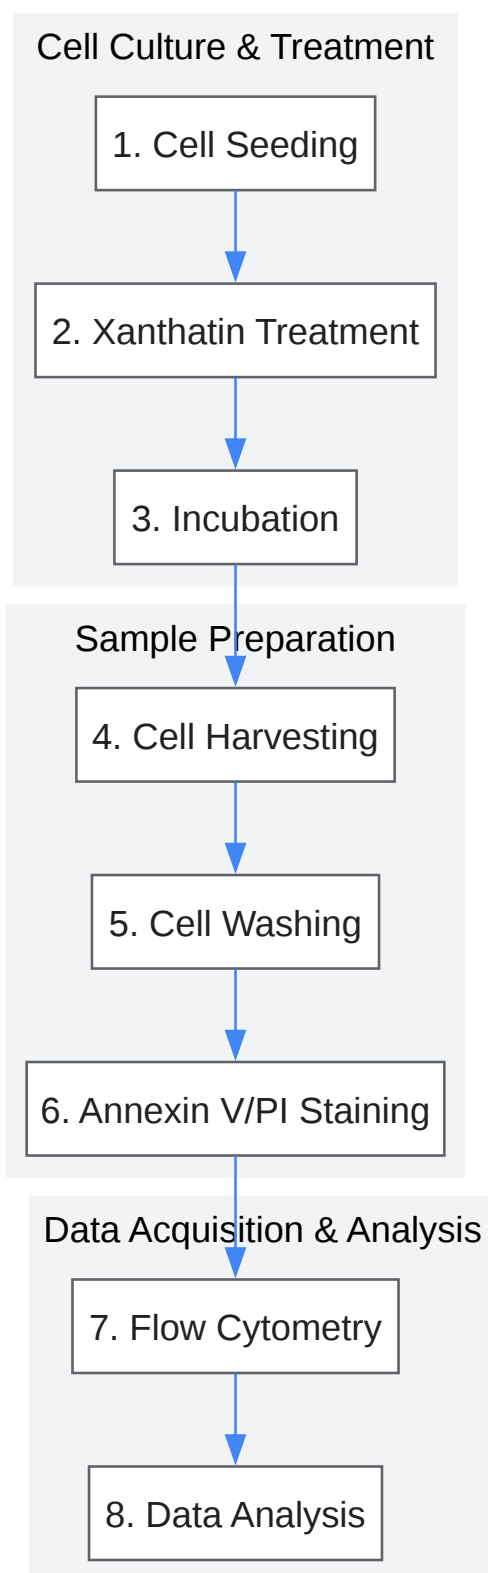 Cell Culture & Treatment
1. Cell Seeding
2. Xanthatin Treatment
3. Incubation
Sample Preparation
4. Cell Harvesting
5. Cell Washing
6. Annexin V/PI Staining
Data Acquisition & Analysis
7. Flow Cytometry
8. Data Analysis